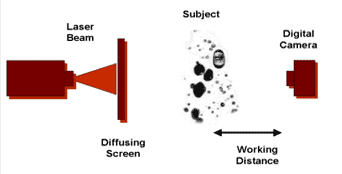 Laser
Beam
Subject
Digital
Camera
Diffusing
Screen
Working
Distance